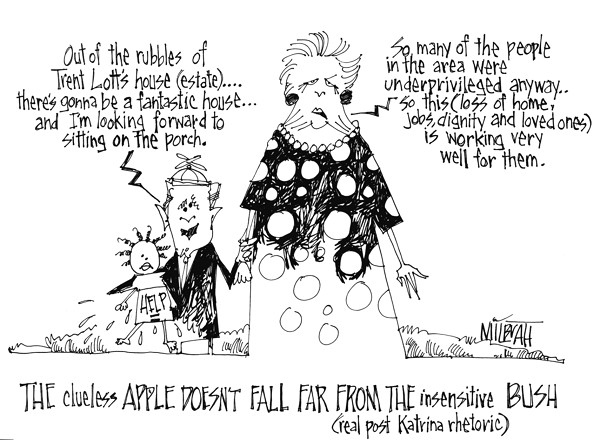 Out of the rubbles of
Trent Lott's house (estate)....
there's gonna be a fantastic house...
and I'm looking forward to
sitting on the porch.
So, many of the people
in the area were
underprivileged anyway..
so, this (loss of home,
jobs, dignity and loved ones)
is working very
well for them.
HELP
MILBRATH
THE clueless APPLE DOESN'T FALL FAR FROM THE insensitive BUSH
(real post Katrina rhetoric)